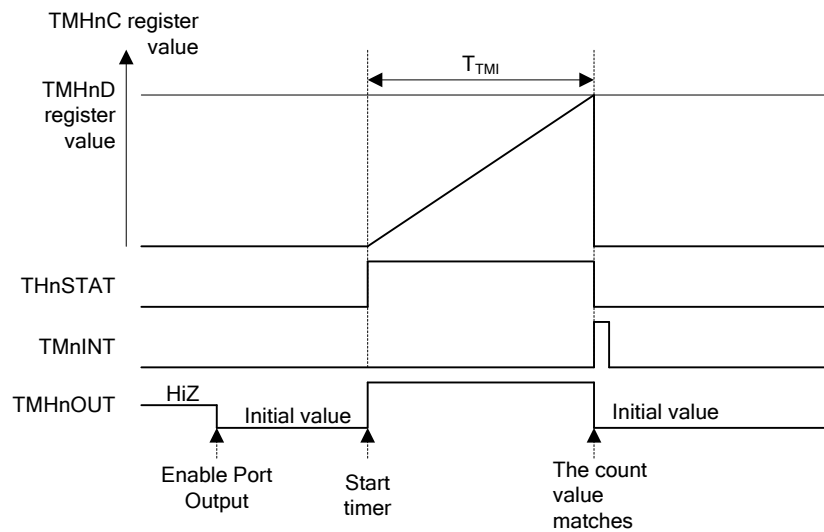 TMHnC register
value
T_TMI
TMHnD
register
value
THnSTAT
TMnINT
HiZ
TMHnOUT
Initial value
Initial value
Enable Port
Output
Start
timer
The count
value
matches